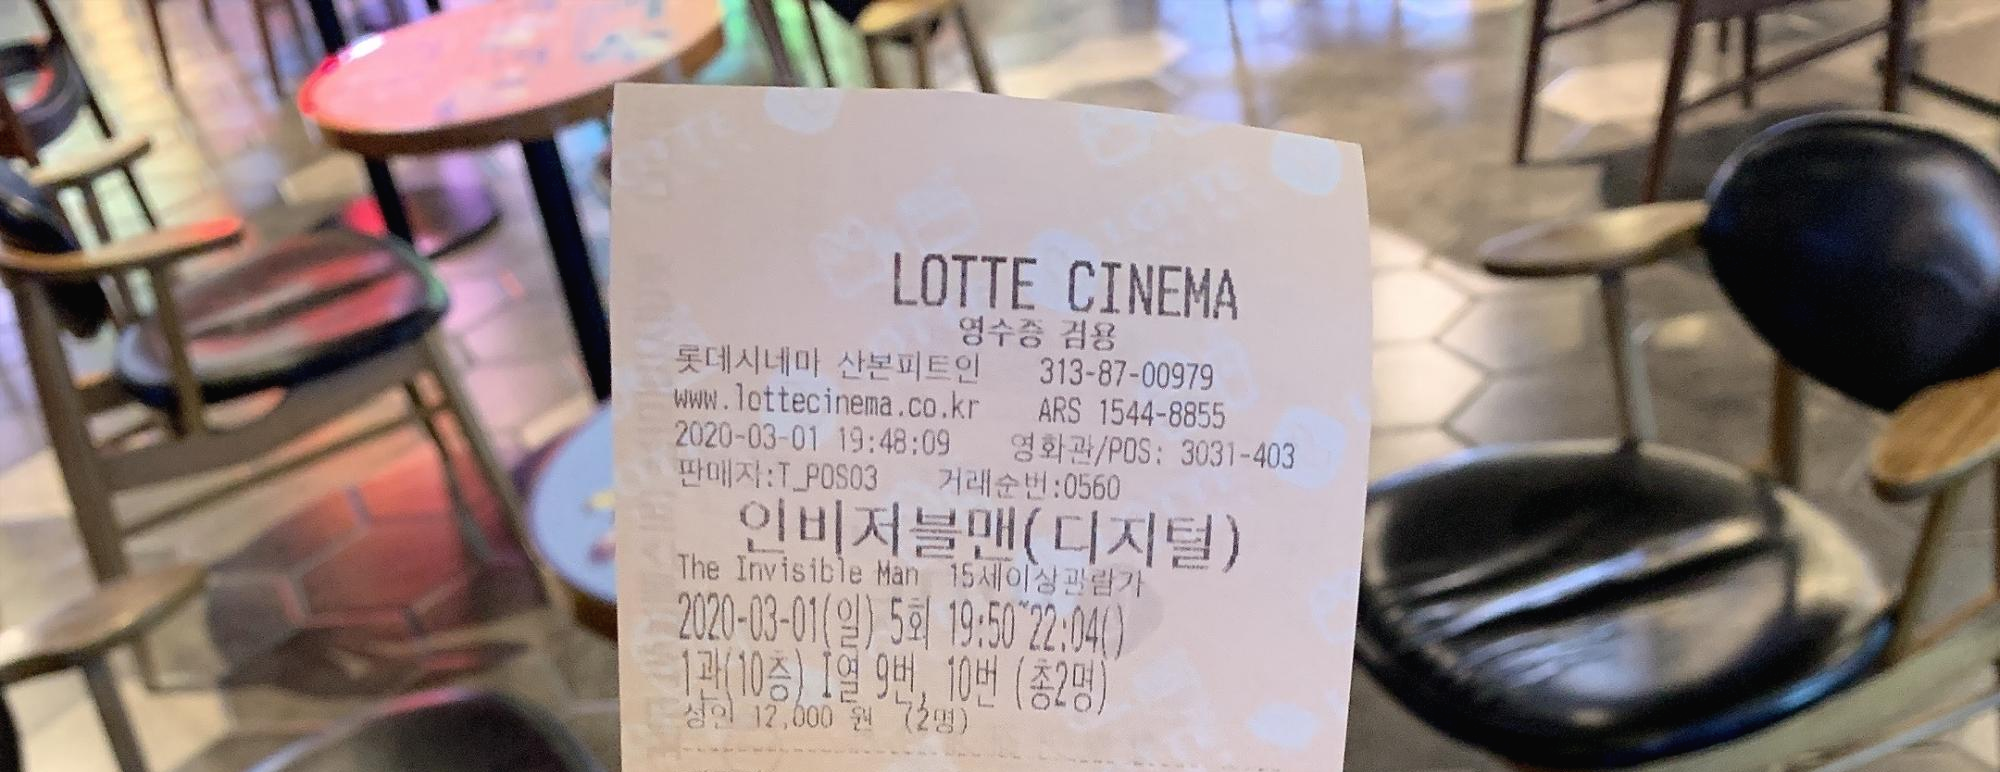 LOTTE CINEMA
영수증 겸용
롯데시네마 산본피트인 313-87-00979
www.lottecinema.co.kr ARS 1544-8855
2020-03-01 19:48:09 영화관/POS: 3031-403
판매자:T_POS03 거래순번:0560
인비저블맨(디지털)
The Invisible Man 15세이상관람가
2020-03-01(일) 5회 19:50~22:04()
1관(10층) I열 9번, 10번 (총2명)
성인 12,000 원 (2명)